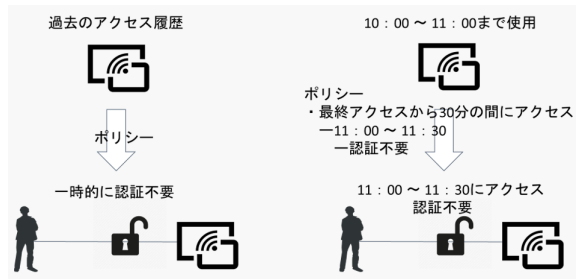 過去のアクセス履歴
ポリシー
一時的に認証不要
10：00 ～ 11：00まで使用
ポリシー
・最終アクセスから30分の間にアクセス
ー11：00 ～ 11：30
ー認証不要
11：00 ～ 11：30にアクセス
認証不要